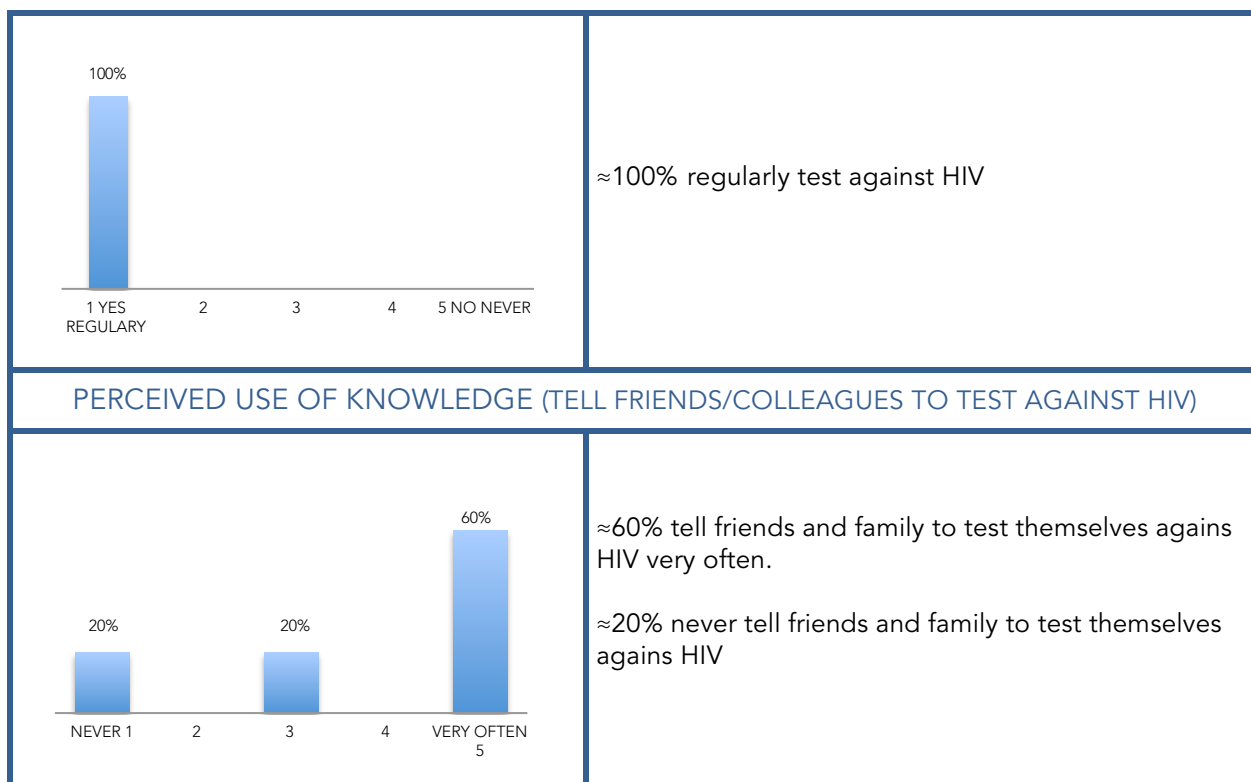 100%
1 YES 2 3 4 5 NO NEVER
REGULARY
≈100% regularly test against HIV
PERCEIVED USE OF KNOWLEDGE (TELL FRIENDS/COLLEAGUES TO TEST AGAINST HIV)
60%
20% 20%
NEVER 1 2 3 4 VERY OFTEN
5
≈60% tell friends and family to test themselves agains
HIV very often.
≈20% never tell friends and family to test themselves
agains HIV